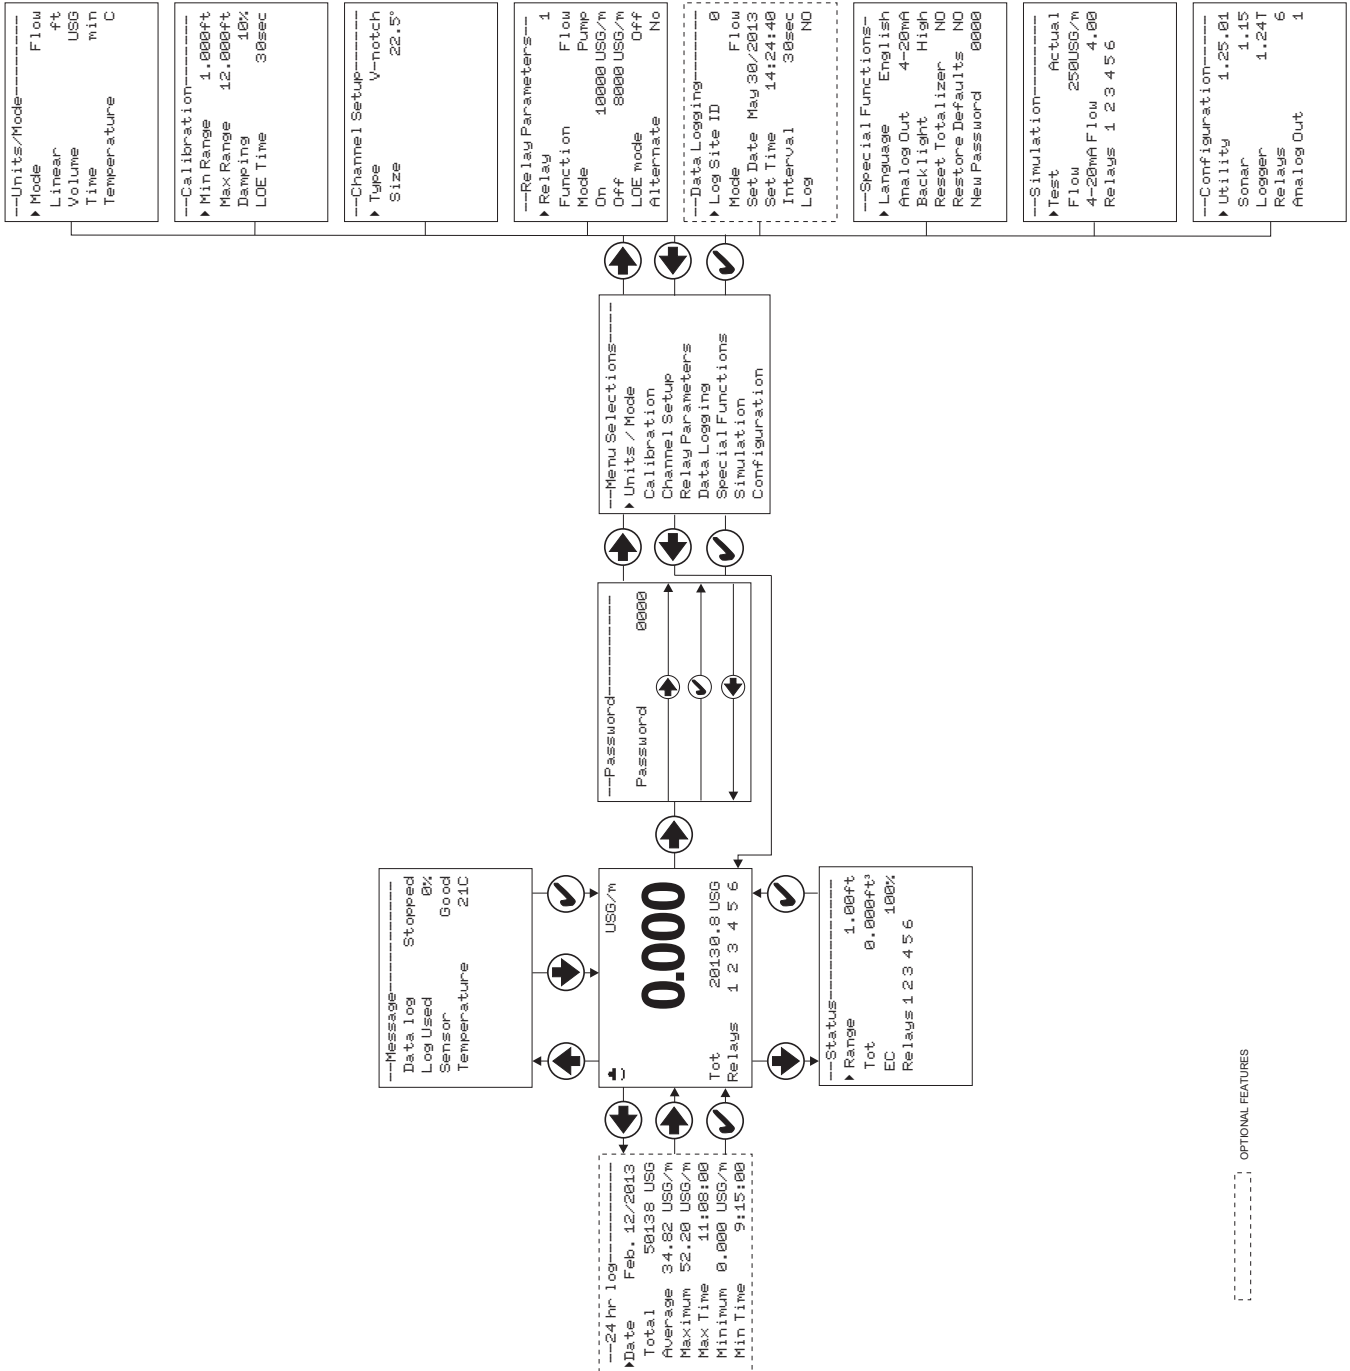 --24 hr log----------
▸Date Feb. 12/2013
Total 50138 USG
Average 34.82 USG/m
Maximum 52.20 USG/m
Max Time 11:08:00
Minimum 0.000 USG/m
Min Time 9:15:00
--Message-------------
Data log Stopped
Log Used 0%
Sensor Good
Temperature 21C
USG/m
0.000
Tot 20130.8 USG
Relays 1 2 3 4 5 6
--Status--------------
▸Range 1.00ft
Tot 0.000ft³
EC 100%
Relays 1 2 3 4 5 6
--Password------------
Password 0000
--Menu Selections-----
▸Units / Mode
Calibration
Channel Setup
Relay Parameters
Data Logging
Special Functions
Simulation
Configuration
--Units/Mode---------
▸Mode Flow
Linear ft
Volume USG
Time min
Temperature C
--Calibration---------
▸Min Range 1.000ft
Max Range 12.000ft
Damping 10%
LOE Time 30sec
--Channel Setup------
▸Type V-notch
Size 22.5°
--Relay Parameters---
▸Relay 1
Function Flow
Mode Pump
On 10000 USG/m
Off 8000 USG/m
LOE mode Off
Alternate No
--Data Logging--------
▸Log Site ID 0
Mode Flow
Set Date May 30/2013
Set Time 14:24:40
Interval 30sec
Log NO
--Special Functions-
▸Language English
Analog Out 4-20mA
Backlight High
Reset Totalizer NO
Restore Defaults NO
New Password 0000
--Simulation---------
▸Test Actual
Flow 250USG/m
4-20mA Flow 4.00
Relays 1 2 3 4 5 6
--Configuration------
▸Utility 1.25.01
Sonar 1.15
Logger 1.24T
Relays 6
Analog Out 1
OPTIONAL FEATURES